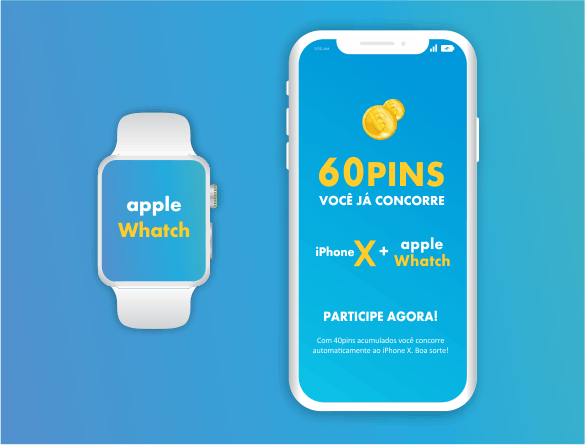 apple
Whatch
60PINS
VOCÊ JÁ CONCORRE
iPhone X + apple
Whatch
PARTICIPE AGORA!
Com 40pins acumulados você concorre
automaticamente ao iPhone X. Boa sorte!